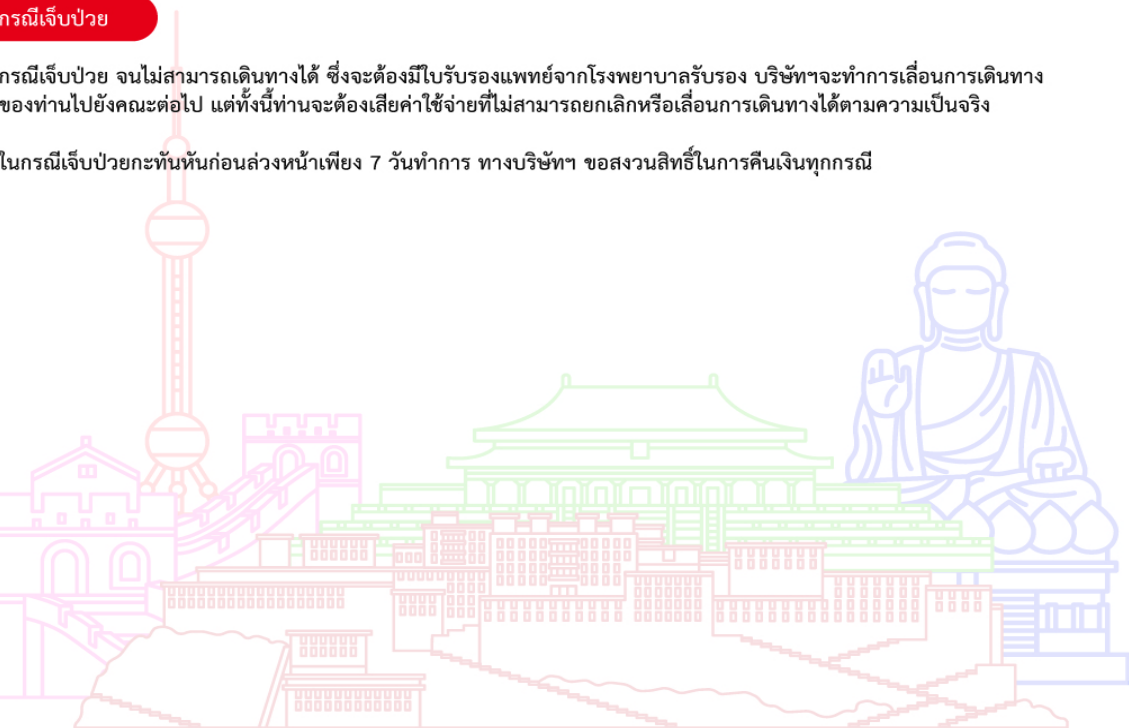 กรณีเจ็บป่วย
กรณีเจ็บป่วย จนไม่สามารถเดินทางได้ ซึ่งจะต้องมีใบรับรองแพทย์จากโรงพยาบาลรับรอง บริษัทฯจะทำการเลื่อนการเดินทาง
ของท่านไปยังคณะต่อไป แต่ทั้งนี้ท่านจะต้องเสียค่าใช้จ่ายที่ไม่สามารถยกเลิกหรือเลื่อนการเดินทางได้ตามความเป็นจริง
ในกรณีเจ็บป่วยกะทันหันก่อนล่วงหน้าเพียง 7 วันทำการ ทางบริษัทฯ ขอสงวนสิทธิ์ในการคืนเงินทุกกรณี